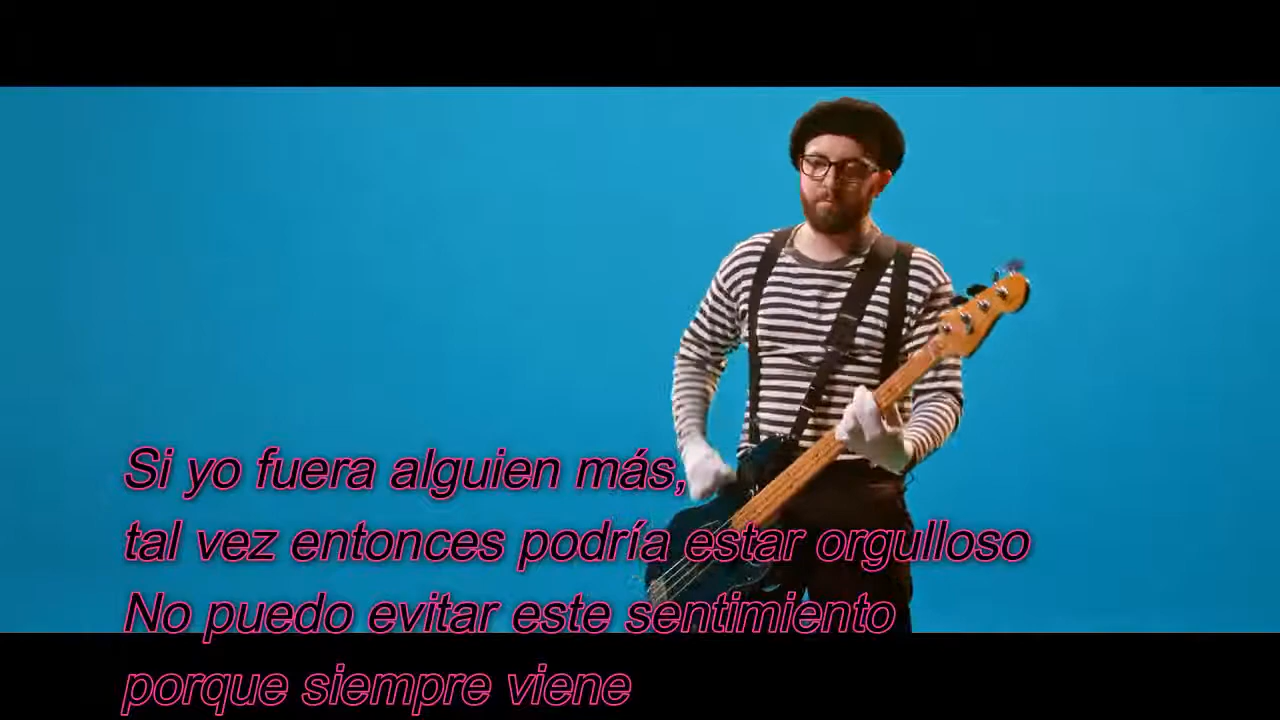 Si yo fuera alguien más,
tal vez entonces podría estar orgulloso
No puedo evitar este sentimiento
porque siempre viene